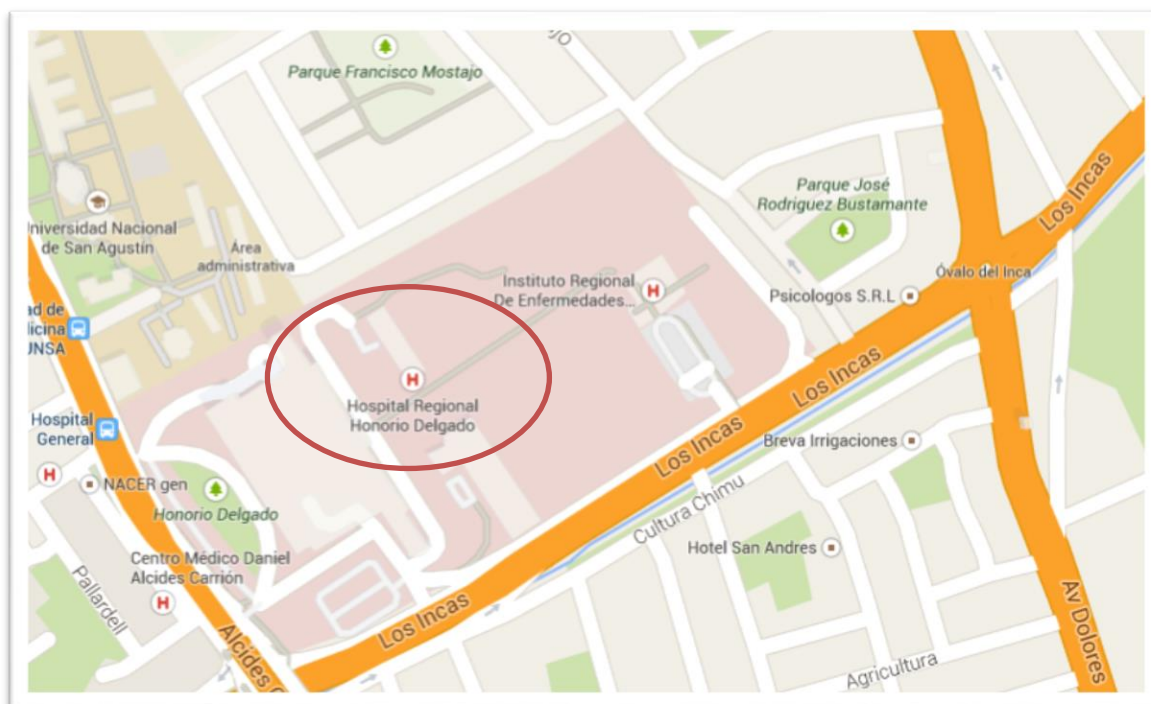 Parque Francisco Mostajo
Parque José
Rodriguez Bustamante
Los Incas
Universidad Nacional
de San Agustín
Área
administrativa
Instituto Regional
De Enfermedades...
Psicologos S.R.L
Óvalo del Inca
Los Incas
Hospital
General
Hospital Regional
Honorio Delgado
Los Incas
Breva Irrigaciones
NACER gen
Honorio Delgado
Cultura Chimu
Hotel San Andres
Centro Médico Daniel
Alcides Carrión
Pallardell
Los Incas
Alcides
Agricultura
Av Dolores
H
H
H
H